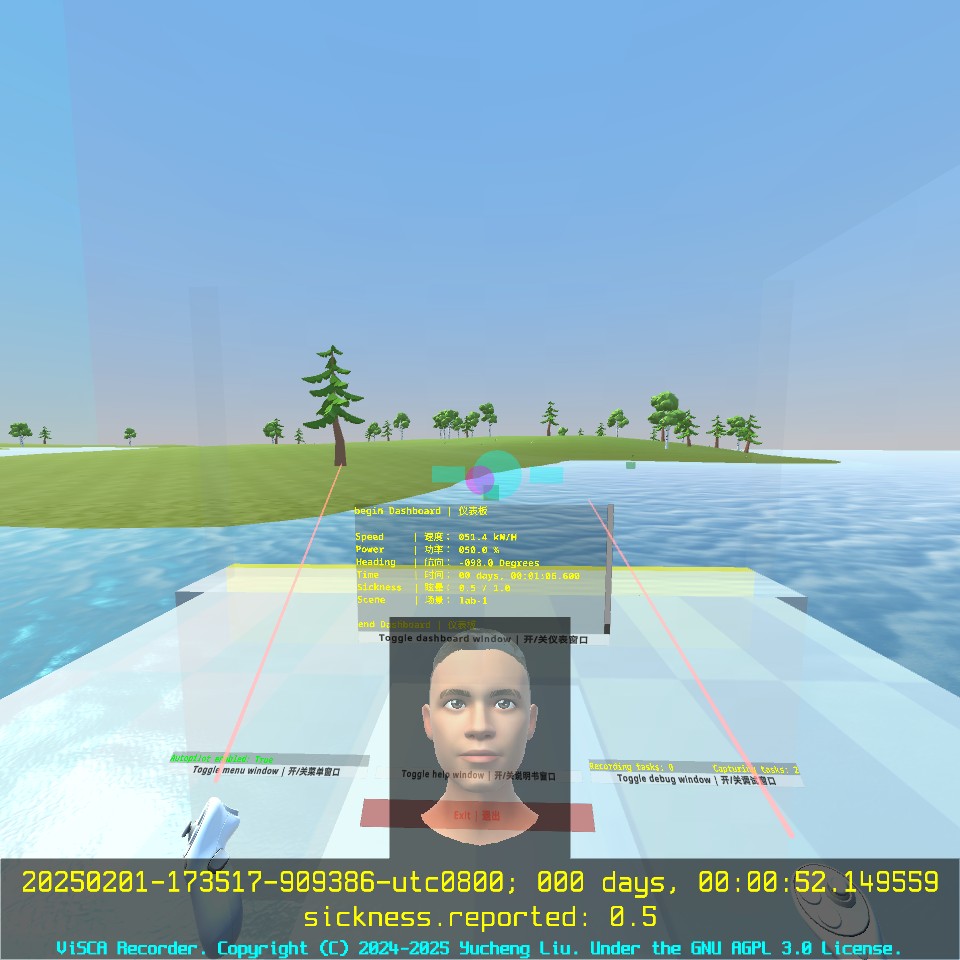 begin Dashboard | 仪表板
Speed | 速度: 051.4 kM/H
Power | 功率: 050.0 %
Heading | 方向: -098.0 Degrees
Time | 时间: 00 days, 00:01:06.600
Sickness | 眩晕: 0.5 / 1.0
Scene | 场景: lab-1
end Dashboard | 仪表板
Toggle dashboard window | 开/关仪表窗口
Autopilot enabled: True
Toggle menu window | 开/关菜单窗口
Toggle help window | 开/关说明书窗口
Recording tasks: 0 Capturing tasks: 2
Toggle debug window | 开/关调试窗口
Exit | 退出
20250201-173517-909386-utc0800; 000 days, 00:00:52.149559
sickness.reported: 0.5
ViSCA Recorder. Copyright (C) 2024-2025 Yucheng Liu. Under the GNU AGPL 3.0 License.